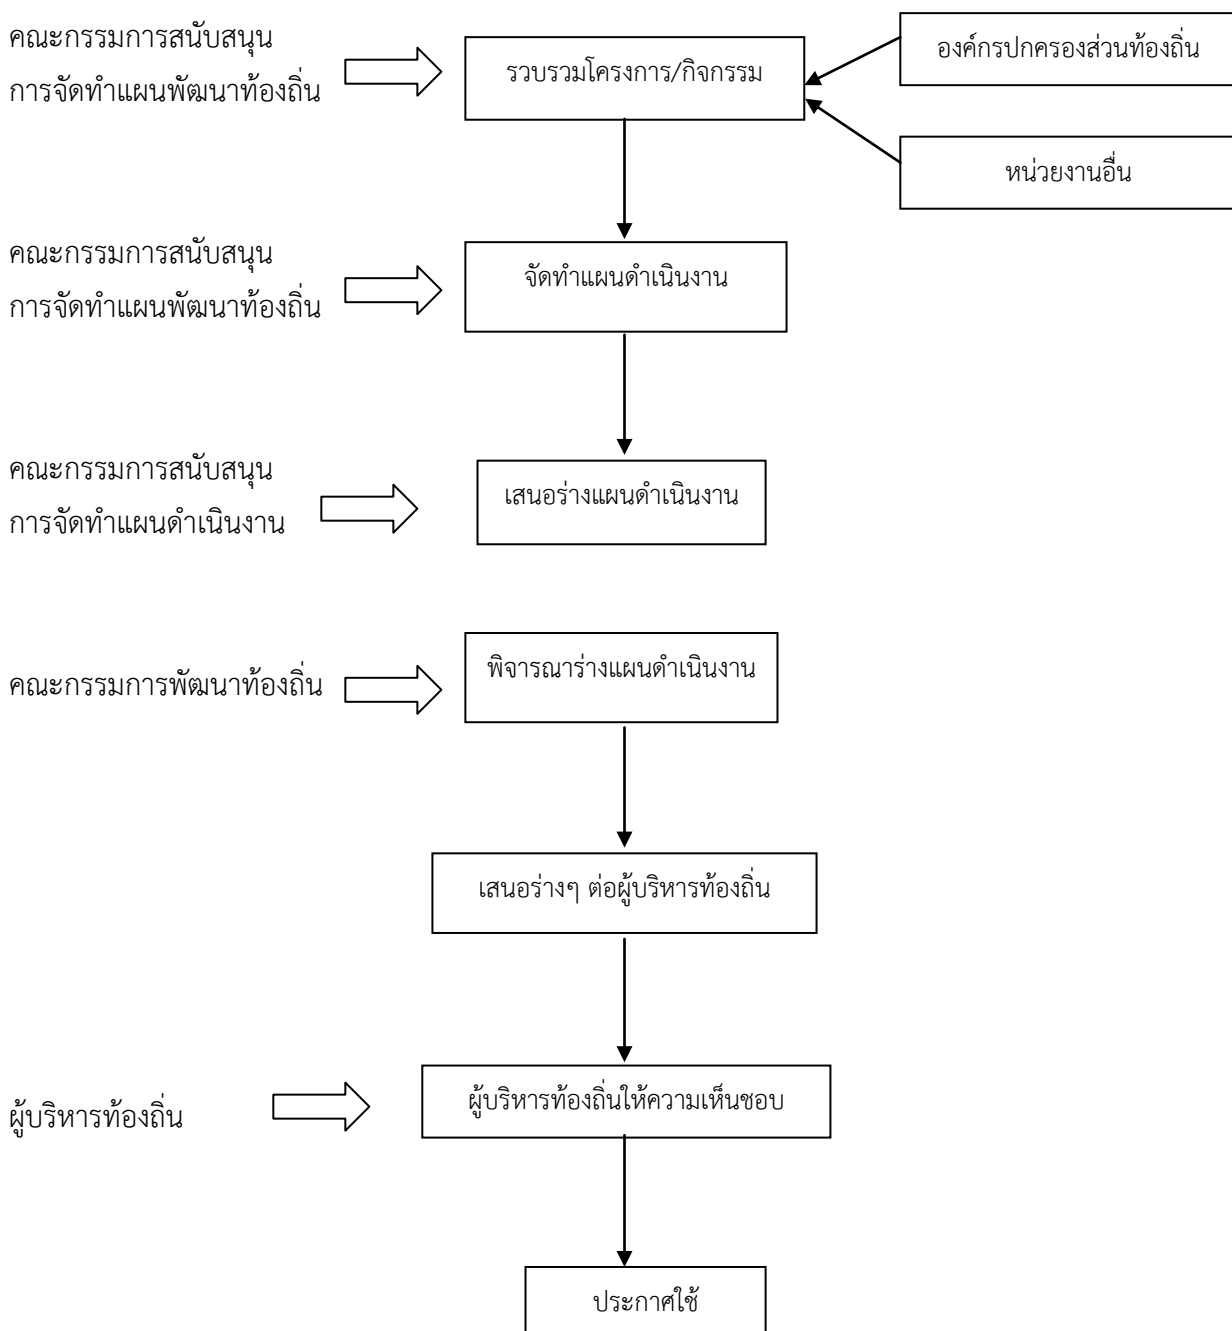 คณะกรรมการสนับสนุน
การจัดทำแผนพัฒนาท้องถิ่น
รวบรวมโครงการ/กิจกรรม
องค์กรปกครองส่วนท้องถิ่น
หน่วยงานอื่น
คณะกรรมการสนับสนุน
การจัดทำแผนพัฒนาท้องถิ่น
จัดทำแผนดำเนินงาน
คณะกรรมการสนับสนุน
การจัดทำแผนดำเนินงาน
เสนอร่างแผนดำเนินงาน
คณะกรรมการพัฒนาท้องถิ่น
พิจารณาร่างแผนดำเนินงาน
เสนอร่างๆ ต่อผู้บริหารท้องถิ่น
ผู้บริหารท้องถิ่น
ผู้บริหารท้องถิ่นให้ความเห็นชอบ
ประกาศใช้